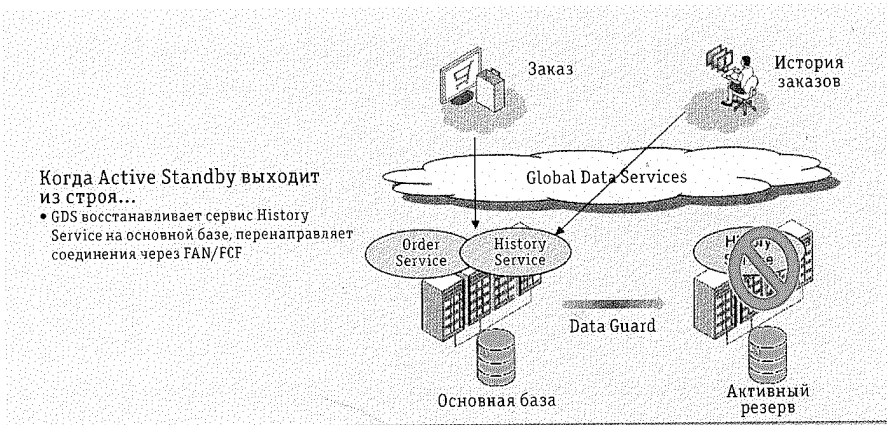 Заказ
История
заказов
Когда Active Standby выходит
из строя...
• GDS восстанавливает сервис History
Service на основной базе, перенаправляет
соединения через FAN/FCF
Global Data Services
Order
Service
History
Service
Data Guard
Основная база
Активный
резерв